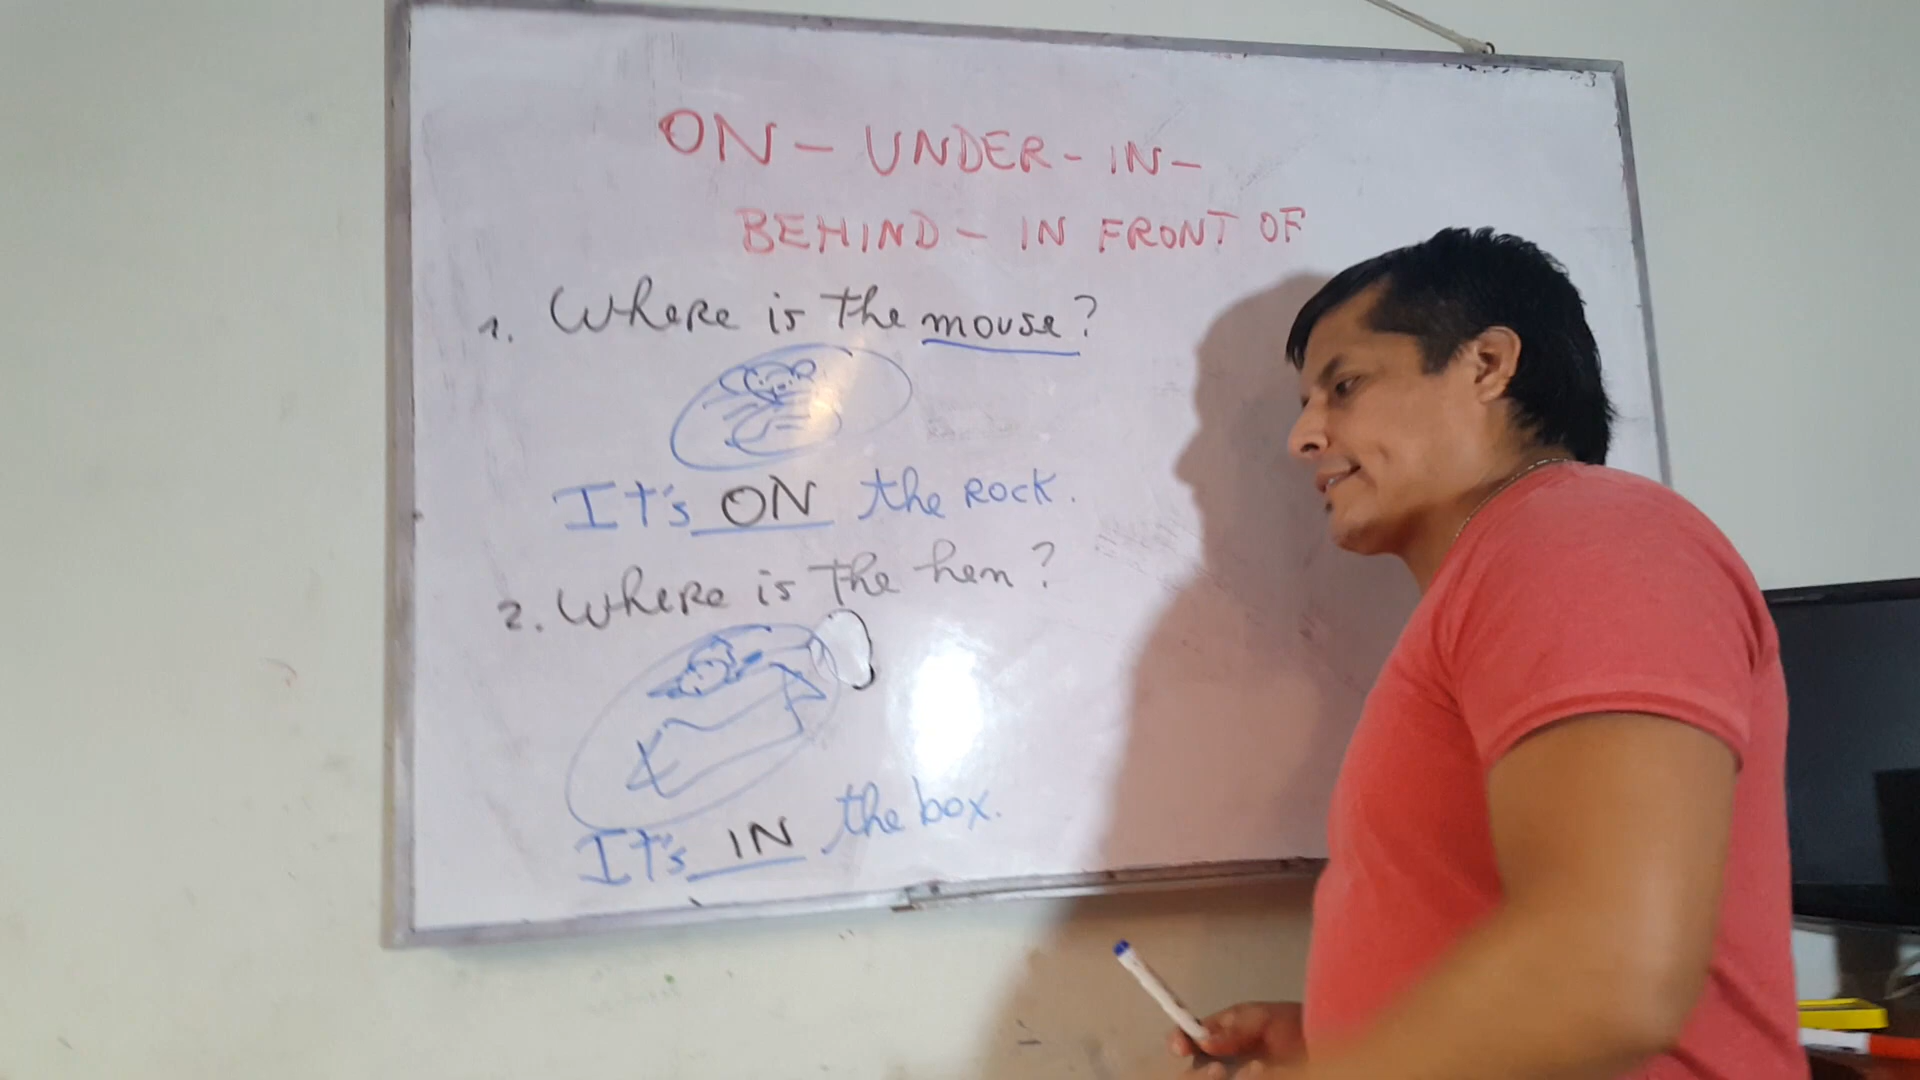 ON - UNDER - IN -
BEHIND - IN FRONT OF
1. Where is the mouse?
It's ON the Rock.
2. Where is the hen?
It's IN the box.